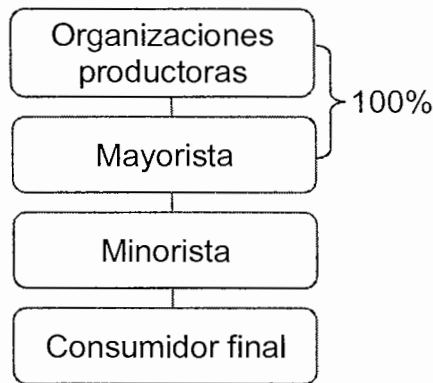 Organizaciones
productoras
100%
Mayorista
Minorista
Consumidor final